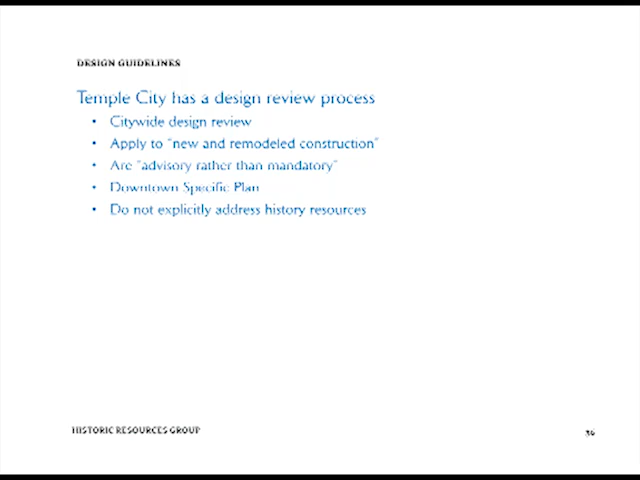 DESIGN GUIDELINES
Temple City has a design review process
• Citywide design review
• Apply to "new and remodeled construction"
• Are "advisory rather than mandatory"
• Downtown Specific Plan
• Do not explicitly address history resources
HISTORIC RESOURCES GROUP
36